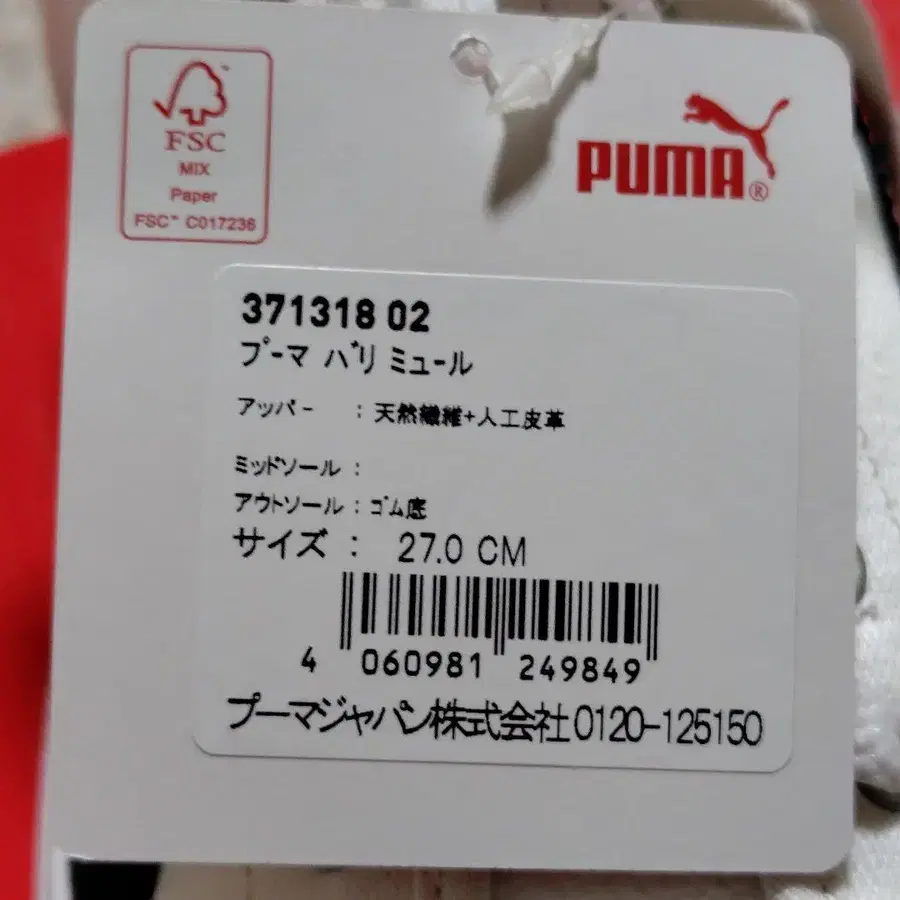 FSC
MIX
Paper
FSC™ C017236
PUMA®
371318 02
プーマ バリ ミュール
アッパー : 天然繊維+人工皮革
ミッドソール :
アウトソール : ゴム底
サイズ : 27.0 CM
4 060981 249849
プーマジャパン株式会社0120-125150